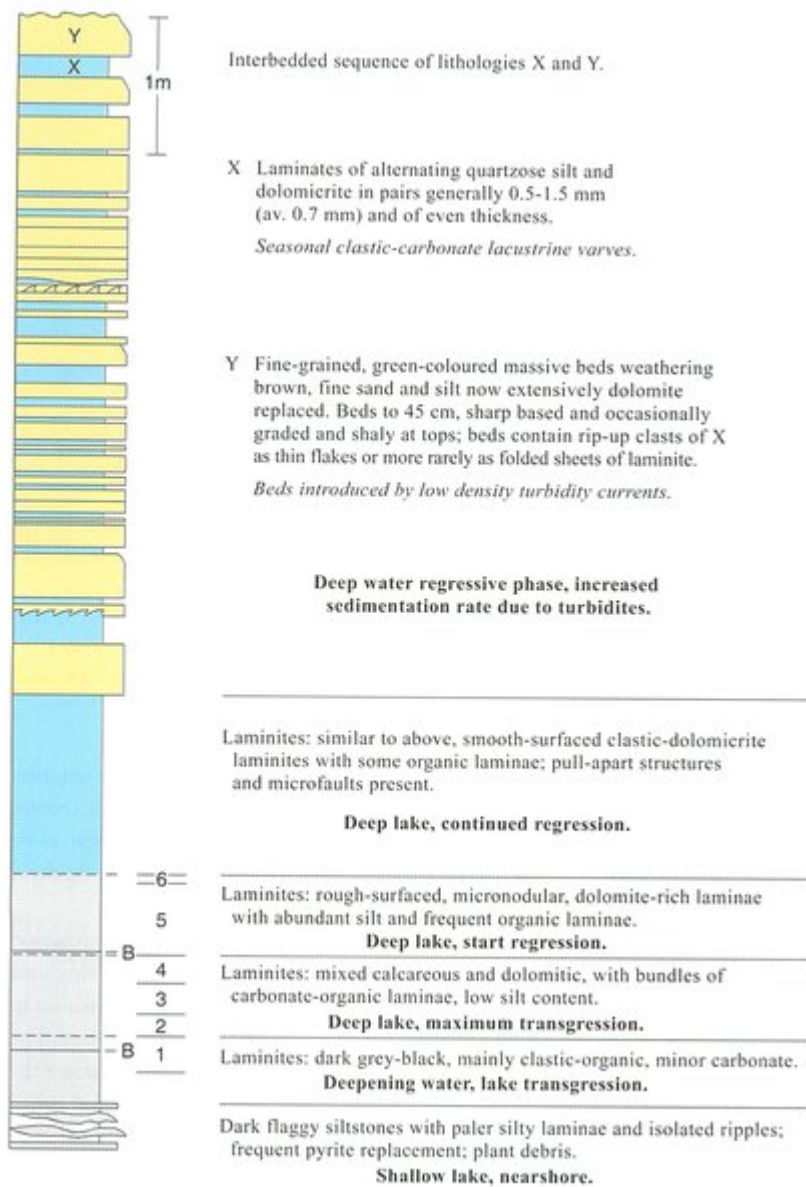 Y
X
1m
Interbedded sequence of lithologies X and Y.
X Laminates of alternating quartzose silt and
dolomicrite in pairs generally 0.5-1.5 mm
(av. 0.7 mm) and of even thickness.
Seasonal clastic-carbonate lacustrine varves.
Y Fine-grained, green-coloured massive beds weathering
brown, fine sand and silt now extensively dolomite
replaced. Beds to 45 cm, sharp based and occasionally
graded and shaly at tops; beds contain rip-up clasts of X
as thin flakes or more rarely as folded sheets of laminite.
Beds introduced by low density turbidity currents.
Deep water regressive phase, increased
sedimentation rate due to turbidites.
Laminites: similar to above, smooth-surfaced clastic-dolomicrite
laminites with some organic laminae; pull-apart structures
and microfaults present.
Deep lake, continued regression.
6
5
Laminites: rough-surfaced, micronodular, dolomite-rich laminae
with abundant silt and frequent organic laminae.
Deep lake, start regression.
B
4
3
2
Laminites: mixed calcareous and dolomitic, with bundles of
carbonate-organic laminae, low silt content.
Deep lake, maximum transgression.
B
1
Laminites: dark grey-black, mainly clastic-organic, minor carbonate.
Deepening water, lake transgression.
Dark flaggy siltstones with paler silty laminae and isolated ripples;
frequent pyrite replacement; plant debris.
Shallow lake, nearshore.